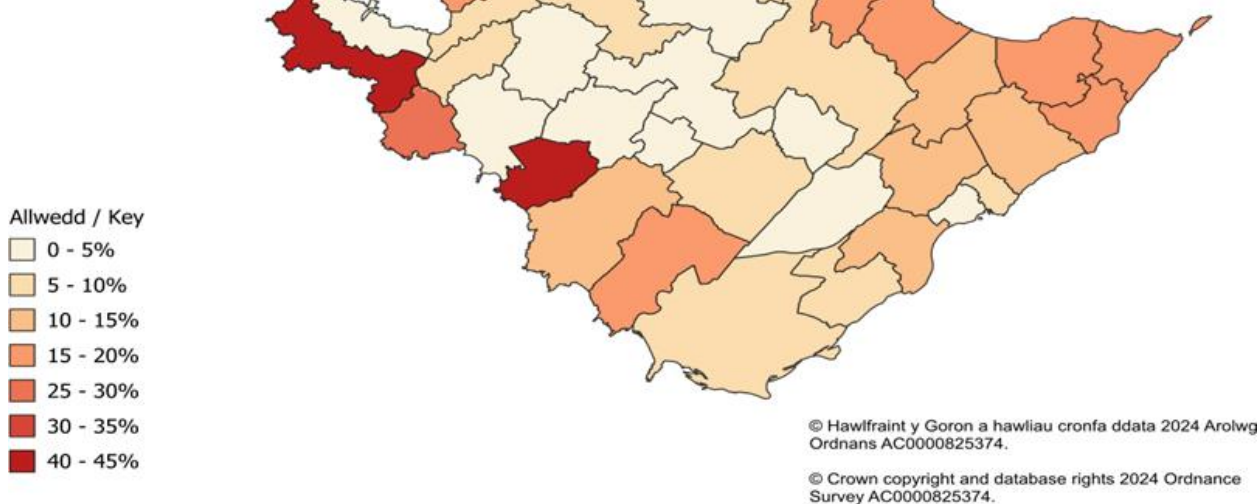 Allwedd / Key
0 - 5%
5 - 10%
10 - 15%
15 - 20%
25 - 30%
30 - 35%
40 - 45%
© Hawlfraint y Goron a hawliau cronfa ddata 2024 Arolwg
Ordnans AC0000825374.
© Crown copyright and database rights 2024 Ordnance
Survey AC0000825374.